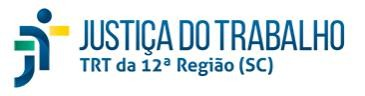 JUSTIÇA DO TRABALHO
TRT da 12ª Região (SC)